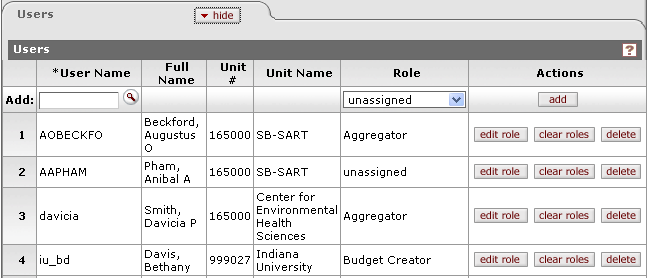 Users
hide
Users
?
*User Name Full Name Unit # Unit Name Role Actions
Add: unassigned add
1 AOBECKFO Beckford, Augustus O 165000 SB-SART Aggregator edit role clear roles delete
2 AAPHAM Pham, Anibal A 165000 SB-SART unassigned edit role clear roles delete
3 davicia Smith, Davicia P 165000 Center for Environmental Health Sciences Aggregator edit role clear roles delete
4 iu_bd Davis, Bethany 999027 Indiana University Budget Creator edit role clear roles delete